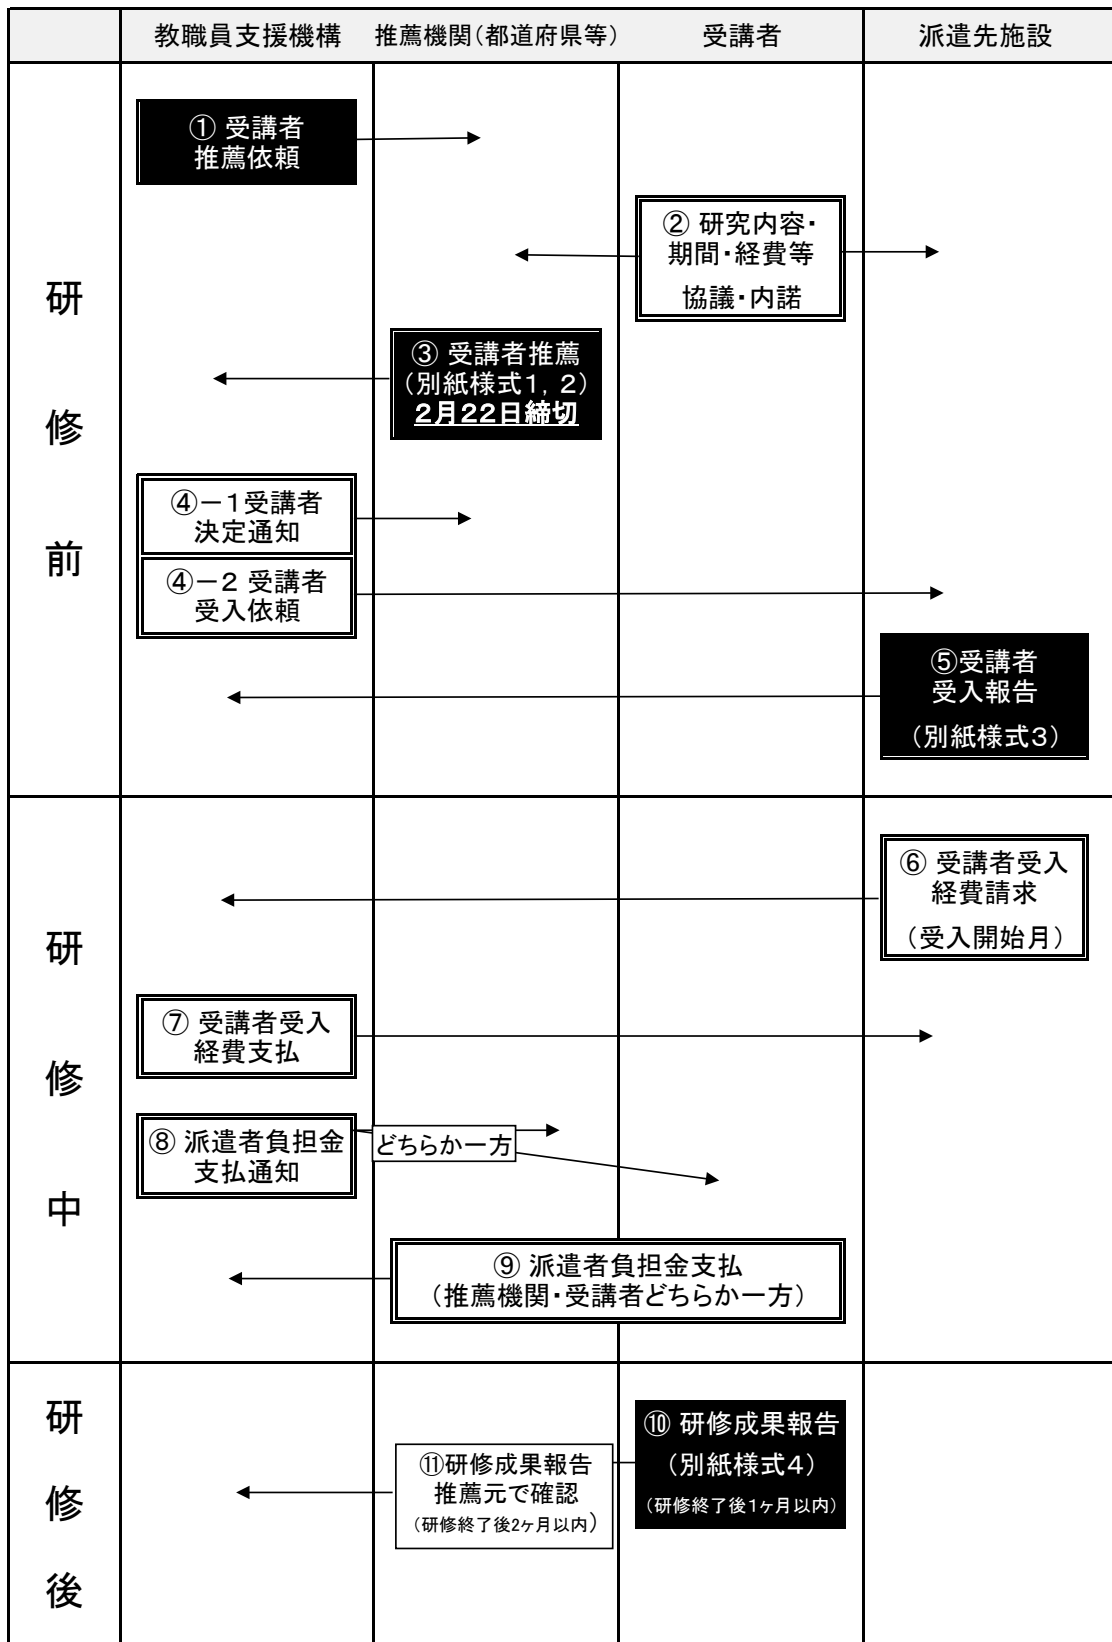 教職員支援機構
推薦機関（都道府県等）
受講者
派遣先施設
研
修
前
① 受講者
推薦依頼
② 研究内容・
期間・経費等
協議・内諾
③ 受講者推薦
（別紙様式1，2）
2月22日締切
④－1受講者
決定通知
④－2 受講者
受入依頼
⑤受講者
受入報告
（別紙様式3）
研
修
中
⑥ 受講者受入
経費請求
（受入開始月）
⑦ 受講者受入
経費支払
⑧ 派遣者負担金
支払通知
どちらか一方
⑨ 派遣者負担金支払
（推薦機関・受講者どちらか一方）
研
修
後
⑩ 研修成果報告
（別紙様式4）
（研修終了後1ヶ月以内）
⑪研修成果報告
推薦元で確認
（研修終了後2ヶ月以内）